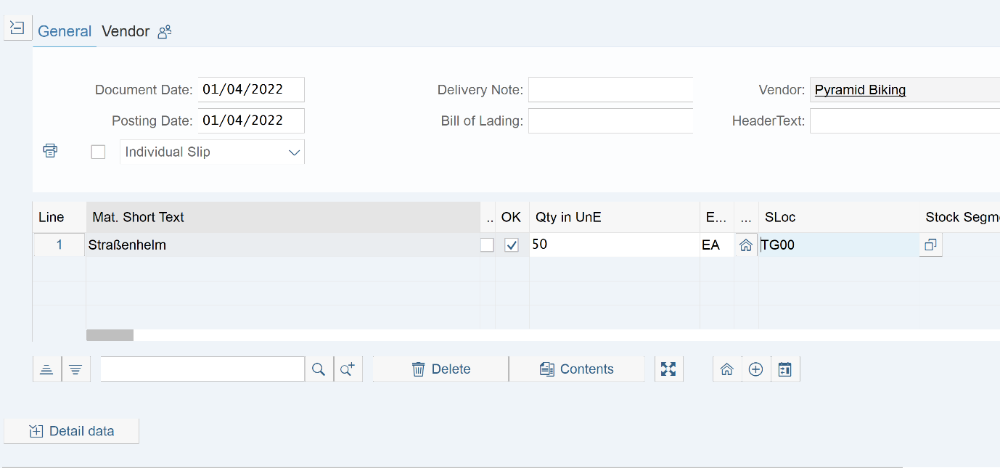 General Vendor
Document Date: 01/04/2022 Delivery Note: Vendor: Pyramid Biking
Posting Date: 01/04/2022 Bill of Lading: HeaderText:
Individual Slip
Line Mat. Short Text .. OK Qty in UnE E... ... SLoc Stock Segm
1 Straßenhelm 50 EA TG00
Delete Contents
Detail data